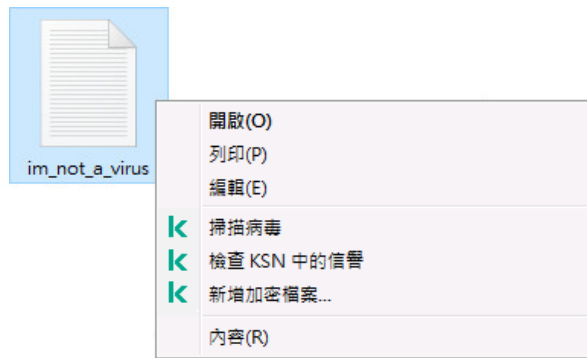 im_not_a_virus
開啟(O)
列印(P)
編輯(E)
掃描病毒
檢查 KSN 中的信譽
新增加密檔案...
內容(R)